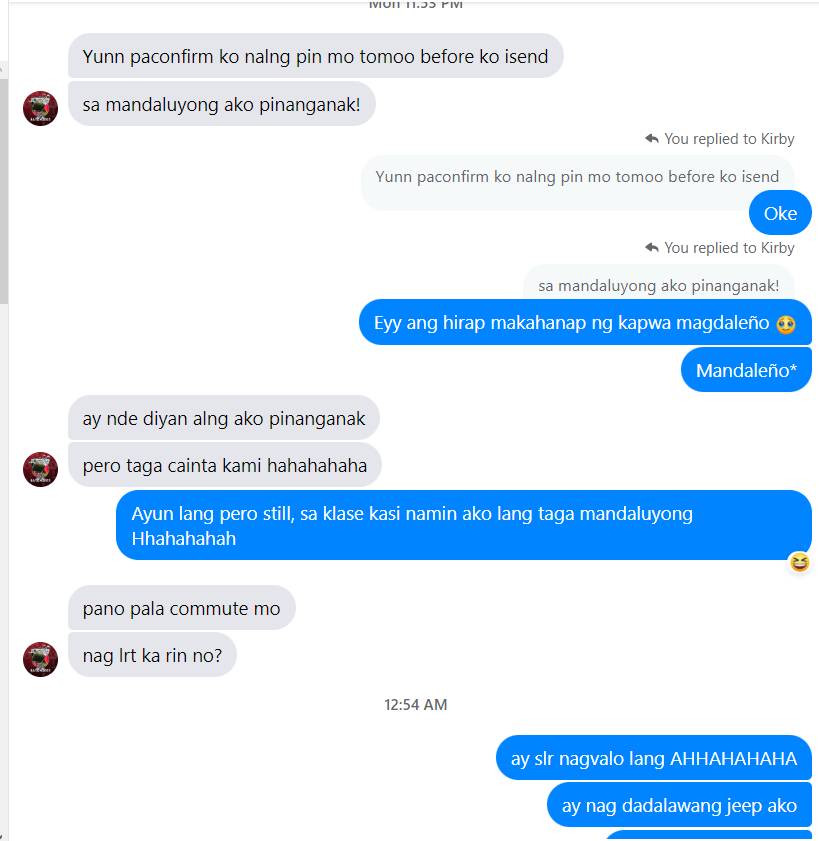 Mon 11:53 PM
Yunn paconfirm ko nalng pin mo tomoo before ko isend
sa mandaluyong ako pinanganak!
You replied to Kirby
Yunn paconfirm ko nalng pin mo tomoo before ko isend
Oke
You replied to Kirby
sa mandaluyong ako pinanganak!
Eyy ang hirap makahanap ng kapwa magdaleño 🥹
Mandaleño*
ay nde diyan alng ako pinanganak
pero taga cainta kami hahahahaha
Ayun lang pero still, sa klase kasi namin ako lang taga mandaluyong
Hhahahahah
pano pala commute mo
nag lrt ka rin no?
12:54 AM
ay slr nagvalo lang AHHAHAHAHA
ay nag dadalawang jeep ako